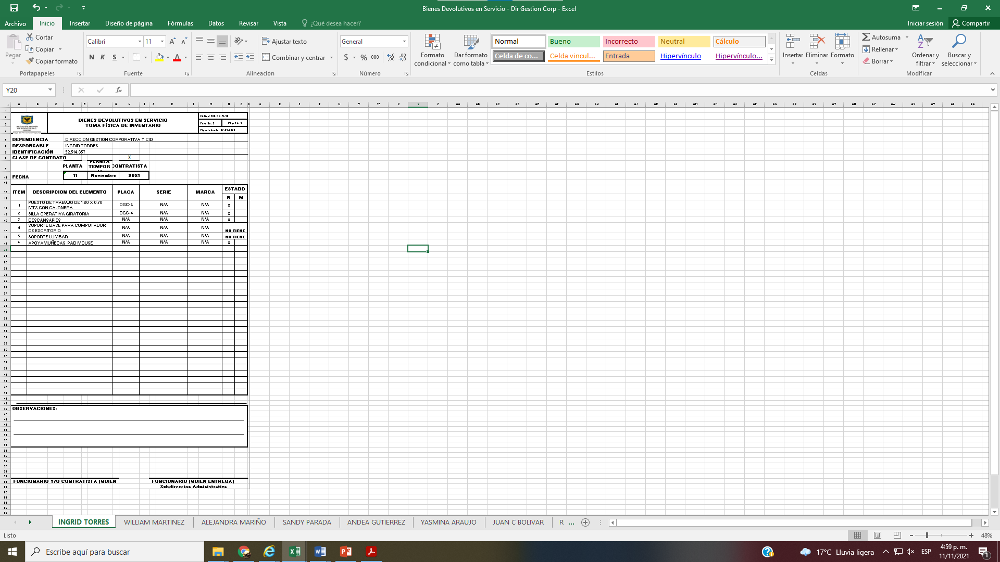 Bienes Devolutivos en Servicio - Dir Gestion Corp - Excel
Archivo Inicio Insertar Diseño de página Fórmulas Datos Revisar Vista ¿Qué desea hacer? Iniciar sesión Compartir
Pegar Cortar Copiar Copiar formato
Calibri 11
N K S
Ajustar texto
Combinar y centrar
General
$ % 000
Formato condicional
Dar formato como tabla
Normal Bueno Incorrecto Neutral Cálculo
Celda de co... Celda vincul... Entrada Hipervínculo Hipervínculo...
Insertar Eliminar Formato
Autosuma
Rellenar
Borrar
Ordenar y filtrar
Buscar y seleccionar
Portapapeles Fuente Alineación Número Estilos Celdas Modificar
Y20 fx
BIENES DEVOLUTIVOS EN SERVICIO
TOMA FÍSICA DE INVENTARIO
Versión: 2 Pág. 1 de 1
DEPENDENCIA DIRECCION GESTION CORPORATIVA Y CID
RESPONSABLE INGRID TORRES
IDENTIFICACIÓN 52.514.357
CLASE DE CONTRATO X
PLANTA PLANTA TEMPOR CONTRATISTA
FECHA 11 Noviembre 2021
ITEM DESCRIPCION DEL ELEMENTO PLACA SERIE MARCA ESTADO
B M
1 PUESTO DE TRABAJO DE 1.20 X 0.70 MTS CON CAJONERA DGC-4 N/A N/A X
2 SILLA OPERATIVA GIRATORIA DGC-4 N/A N/A X
3 DESCANSAPIES N/A N/A N/A X
4 SOPORTE BASE PARA COMPUTADOR DE ESCRITORIO N/A N/A N/A NO TIENE
5 SOPORTE LUMBAR N/A N/A N/A NO TIENE
6 APOYAMUÑECAS PAD MOUSE N/A N/A N/A X
OBSERVACIONES:
FUNCIONARIO Y/O CONTRATISTA (QUIEN FUNCIONARIO (QUIEN ENTREGA)
Subdireccion Administrativa
INGRID TORRES WILLIAM MARTINEZ ALEJANDRA MARIÑO SANDY PARADA ANDEA GUTIERREZ YASMINA ARAUJO JUAN C BOLIVAR R ...
Listo 48%
Escribe aquí para buscar 17°C Lluvia ligera ESP 4:59 p. m.
11/11/2021
1